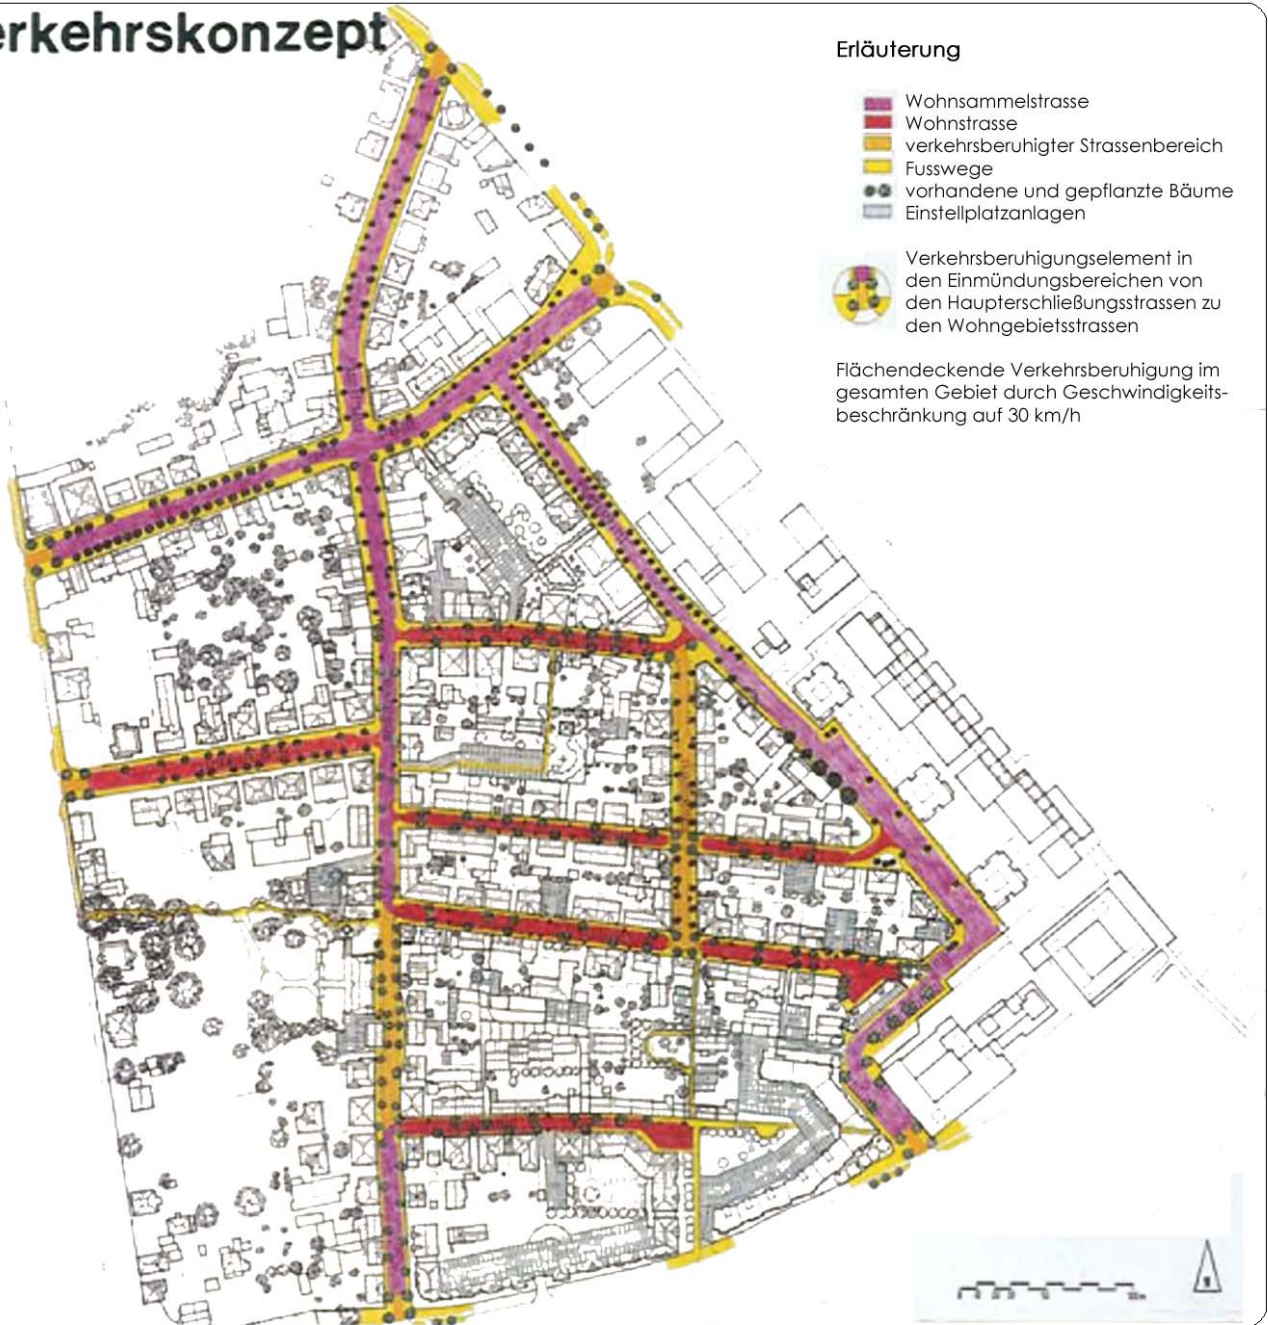 erkehrskonzept
Erläuterung
Wohnsammelstrasse
Wohnstrasse
verkehrsberuhigter Strassenbereich
Fusswege
vorhandene und gepflanzte Bäume
Einstellplatzanlagen
Verkehrsberuhigungselement in
den Einmündungsbereichen von
den Haupterschließungsstrassen zu
den Wohngebietsstrassen
Flächendeckende Verkehrsberuhigung im
gesamten Gebiet durch Geschwindigkeits-
beschränkung auf 30 km/h